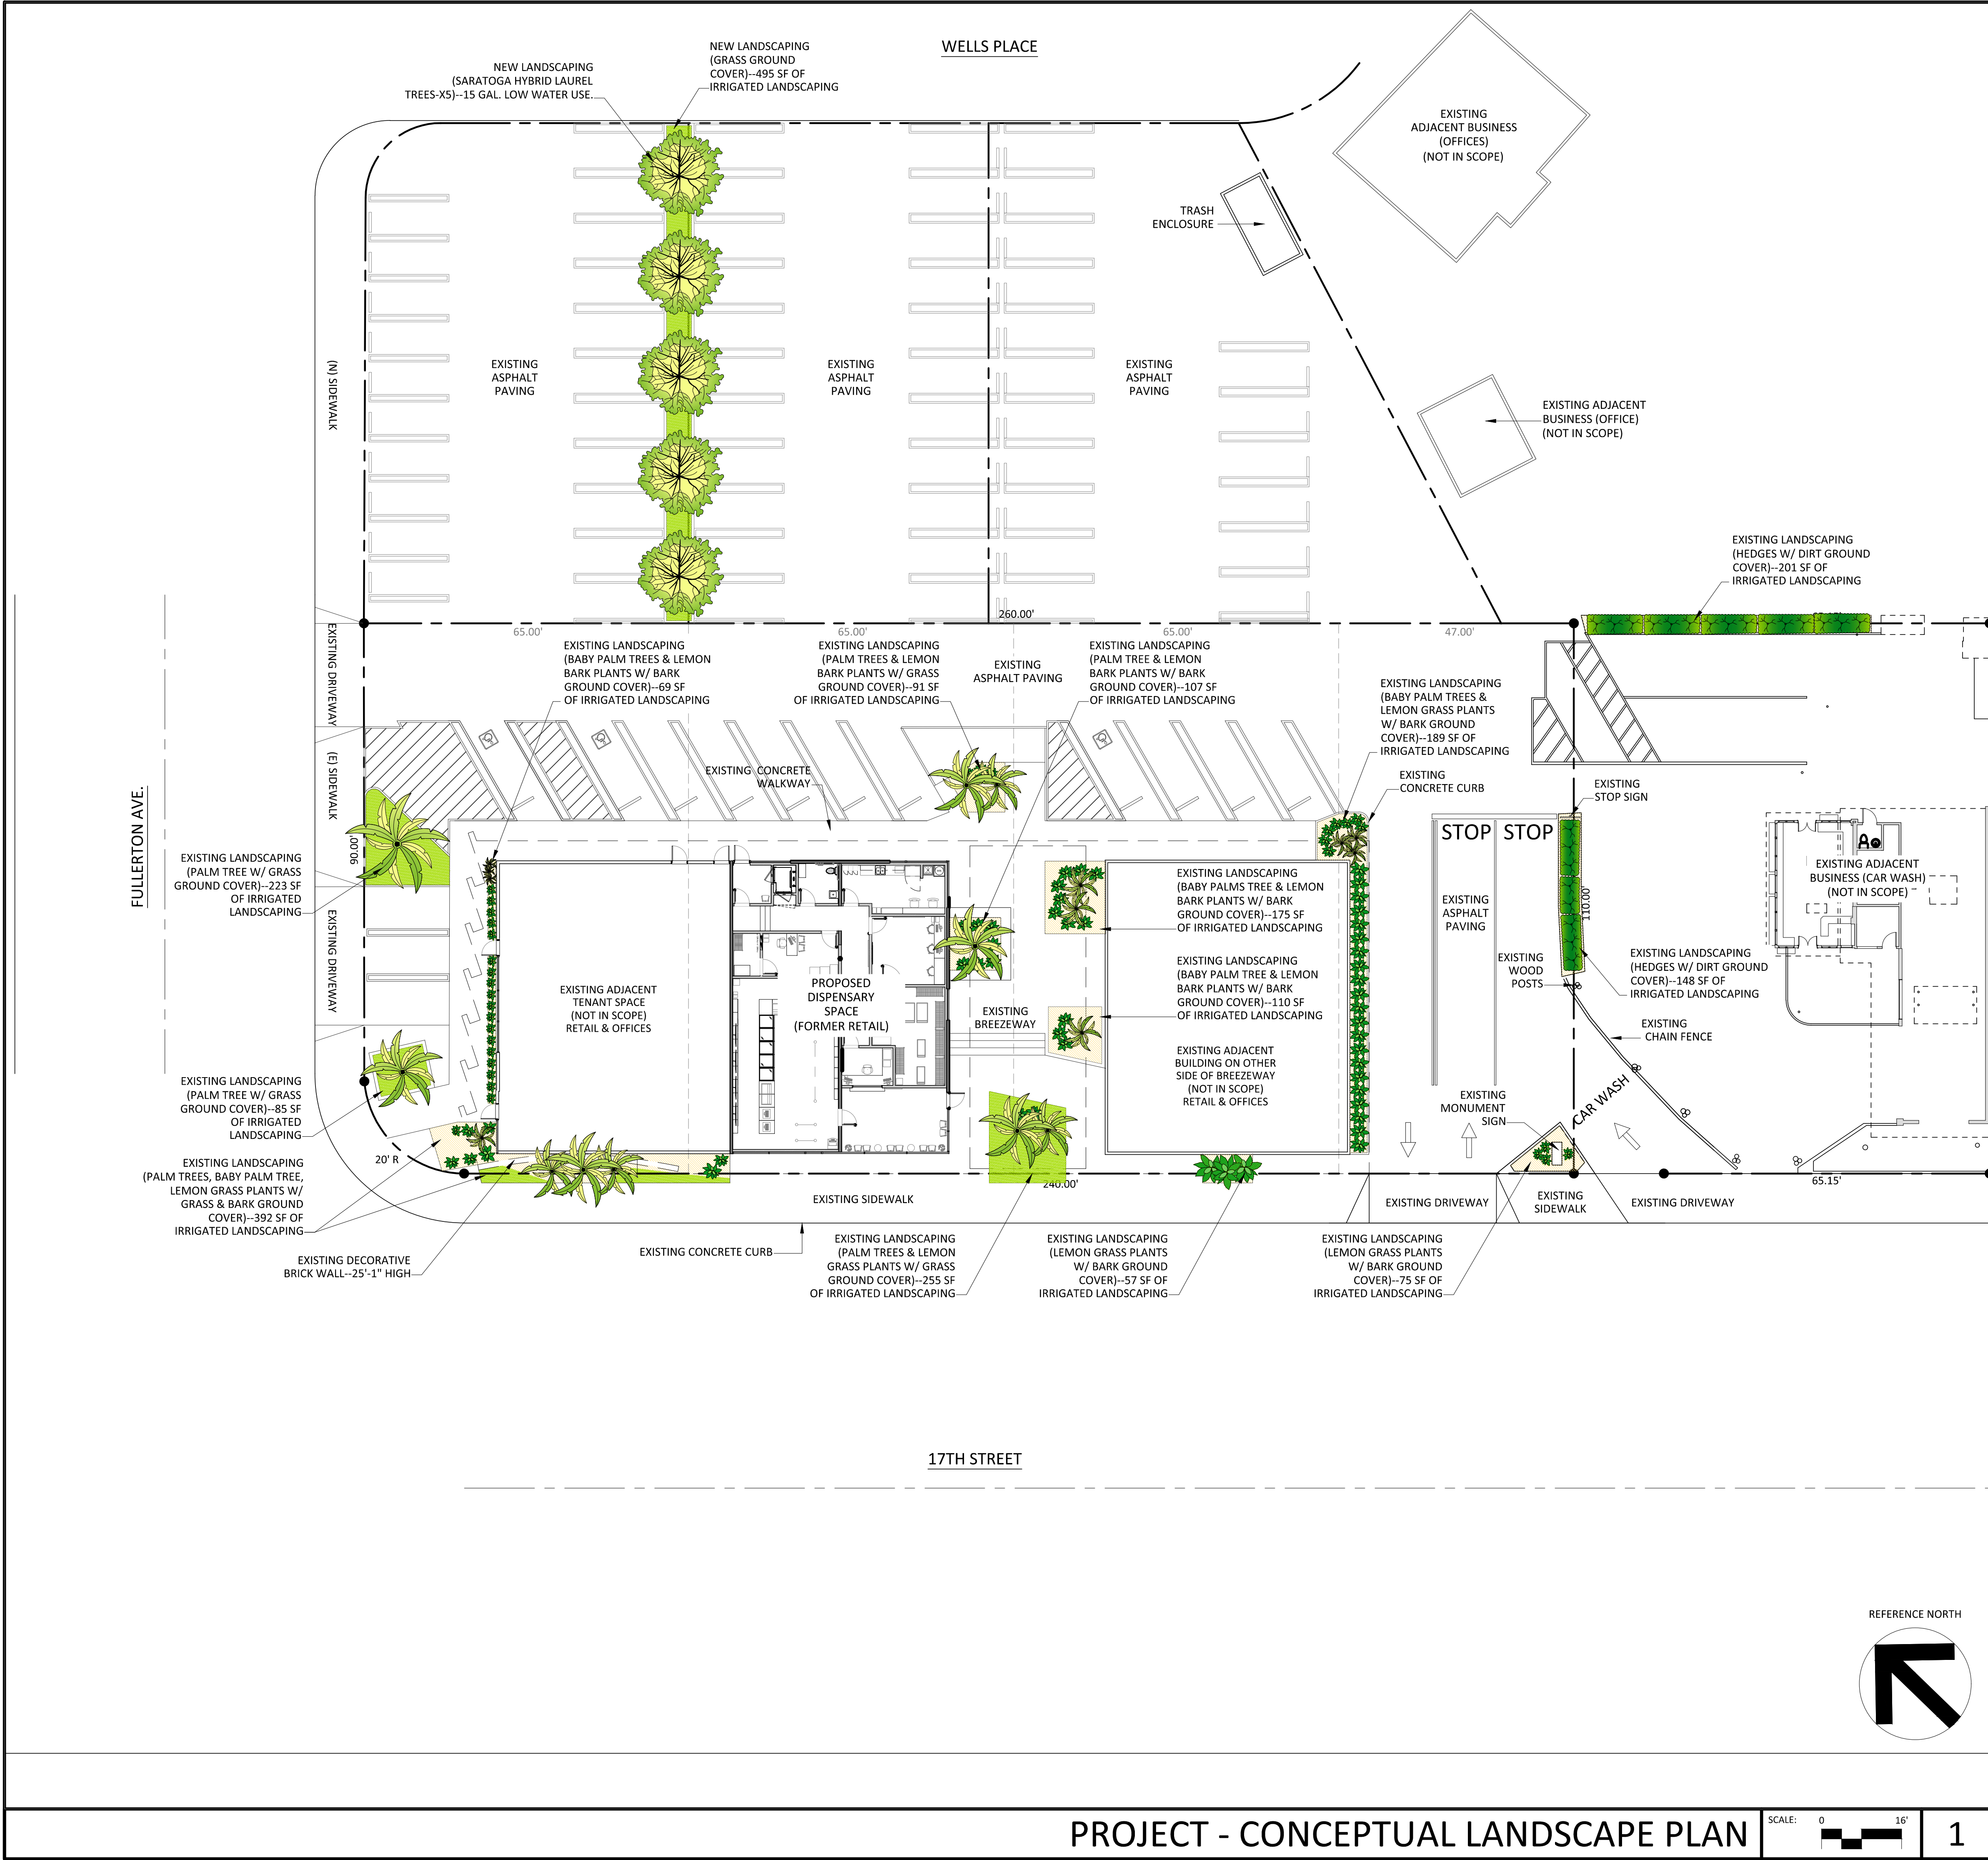 WELLS PLACE
NEW LANDSCAPING
(GRASS GROUND
COVER)--495 SF OF
IRRIGATED LANDSCAPING
NEW LANDSCAPING
(SARATOGA HYBRID LAUREL
TREES-X5)--15 GAL. LOW WATER USE.
EXISTING
ADJACENT BUSINESS
(OFFICES)
(NOT IN SCOPE)
TRASH
ENCLOSURE
(N) SIDEWALK
EXISTING
ASPHALT
PAVING
EXISTING
ASPHALT
PAVING
EXISTING
ASPHALT
PAVING
EXISTING ADJACENT
BUSINESS (OFFICE)
(NOT IN SCOPE)
EXISTING LANDSCAPING
(HEDGES W/ DIRT GROUND
COVER)--201 SF OF
IRRIGATED LANDSCAPING
260.00'
65.00'
65.00'
65.00'
47.00'
EXISTING DRIVEWAY
EXISTING LANDSCAPING
(BABY PALM TREES & LEMON
BARK PLANTS W/ BARK
GROUND COVER)--69 SF
OF IRRIGATED LANDSCAPING
EXISTING LANDSCAPING
(PALM TREES & LEMON
BARK PLANTS W/ GRASS
GROUND COVER)--91 SF
OF IRRIGATED LANDSCAPING
EXISTING
ASPHALT PAVING
EXISTING LANDSCAPING
(PALM TREE & LEMON
BARK PLANTS W/ BARK
GROUND COVER)--107 SF
OF IRRIGATED LANDSCAPING
EXISTING LANDSCAPING
(BABY PALM TREES &
LEMON GRASS PLANTS
W/ BARK GROUND
COVER)--189 SF OF
IRRIGATED LANDSCAPING
(E) SIDEWALK
EXISTING CONCRETE
WALKWAY
EXISTING
CONCRETE CURB
EXISTING
STOP SIGN
FULLERTON AVE.
90.00'
STOP
STOP
EXISTING LANDSCAPING
(PALM TREE W/ GRASS
GROUND COVER)--223 SF
OF IRRIGATED
LANDSCAPING
EXISTING DRIVEWAY
EXISTING LANDSCAPING
(BABY PALMS TREE & LEMON
BARK PLANTS W/ BARK
GROUND COVER)--175 SF
OF IRRIGATED LANDSCAPING
EXISTING
ASPHALT
PAVING
110.00'
EXISTING ADJACENT
BUSINESS (CAR WASH)
(NOT IN SCOPE)
EXISTING LANDSCAPING
(BABY PALM TREE & LEMON
BARK PLANTS W/ BARK
GROUND COVER)--110 SF
OF IRRIGATED LANDSCAPING
EXISTING
WOOD
POSTS
EXISTING LANDSCAPING
(HEDGES W/ DIRT GROUND
COVER)--148 SF OF
IRRIGATED LANDSCAPING
EXISTING ADJACENT
TENANT SPACE
(NOT IN SCOPE)
RETAIL & OFFICES
PROPOSED
DISPENSARY
SPACE
(FORMER RETAIL)
EXISTING
BREEZEWAY
EXISTING
CHAIN FENCE
EXISTING ADJACENT
BUILDING ON OTHER
SIDE OF BREEZEWAY
(NOT IN SCOPE)
RETAIL & OFFICES
EXISTING LANDSCAPING
(PALM TREE W/ GRASS
GROUND COVER)--85 SF
OF IRRIGATED
LANDSCAPING
EXISTING
MONUMENT
SIGN
CAR WASH
20' R
EXISTING LANDSCAPING
(PALM TREES, BABY PALM TREE,
LEMON GRASS PLANTS W/
GRASS & BARK GROUND
COVER)--392 SF OF
IRRIGATED LANDSCAPING
240.00'
65.15'
EXISTING SIDEWALK
EXISTING DRIVEWAY
EXISTING
SIDEWALK
EXISTING DRIVEWAY
EXISTING DECORATIVE
BRICK WALL--25'-1" HIGH
EXISTING CONCRETE CURB
EXISTING LANDSCAPING
(PALM TREES & LEMON
GRASS PLANTS W/ GRASS
GROUND COVER)--255 SF
OF IRRIGATED LANDSCAPING
EXISTING LANDSCAPING
(LEMON GRASS PLANTS
W/ BARK GROUND
COVER)--57 SF OF
IRRIGATED LANDSCAPING
EXISTING LANDSCAPING
(LEMON GRASS PLANTS
W/ BARK GROUND
COVER)--75 SF OF
IRRIGATED LANDSCAPING
17TH STREET
REFERENCE NORTH
PROJECT - CONCEPTUAL LANDSCAPE PLAN
SCALE:
0
16'
1